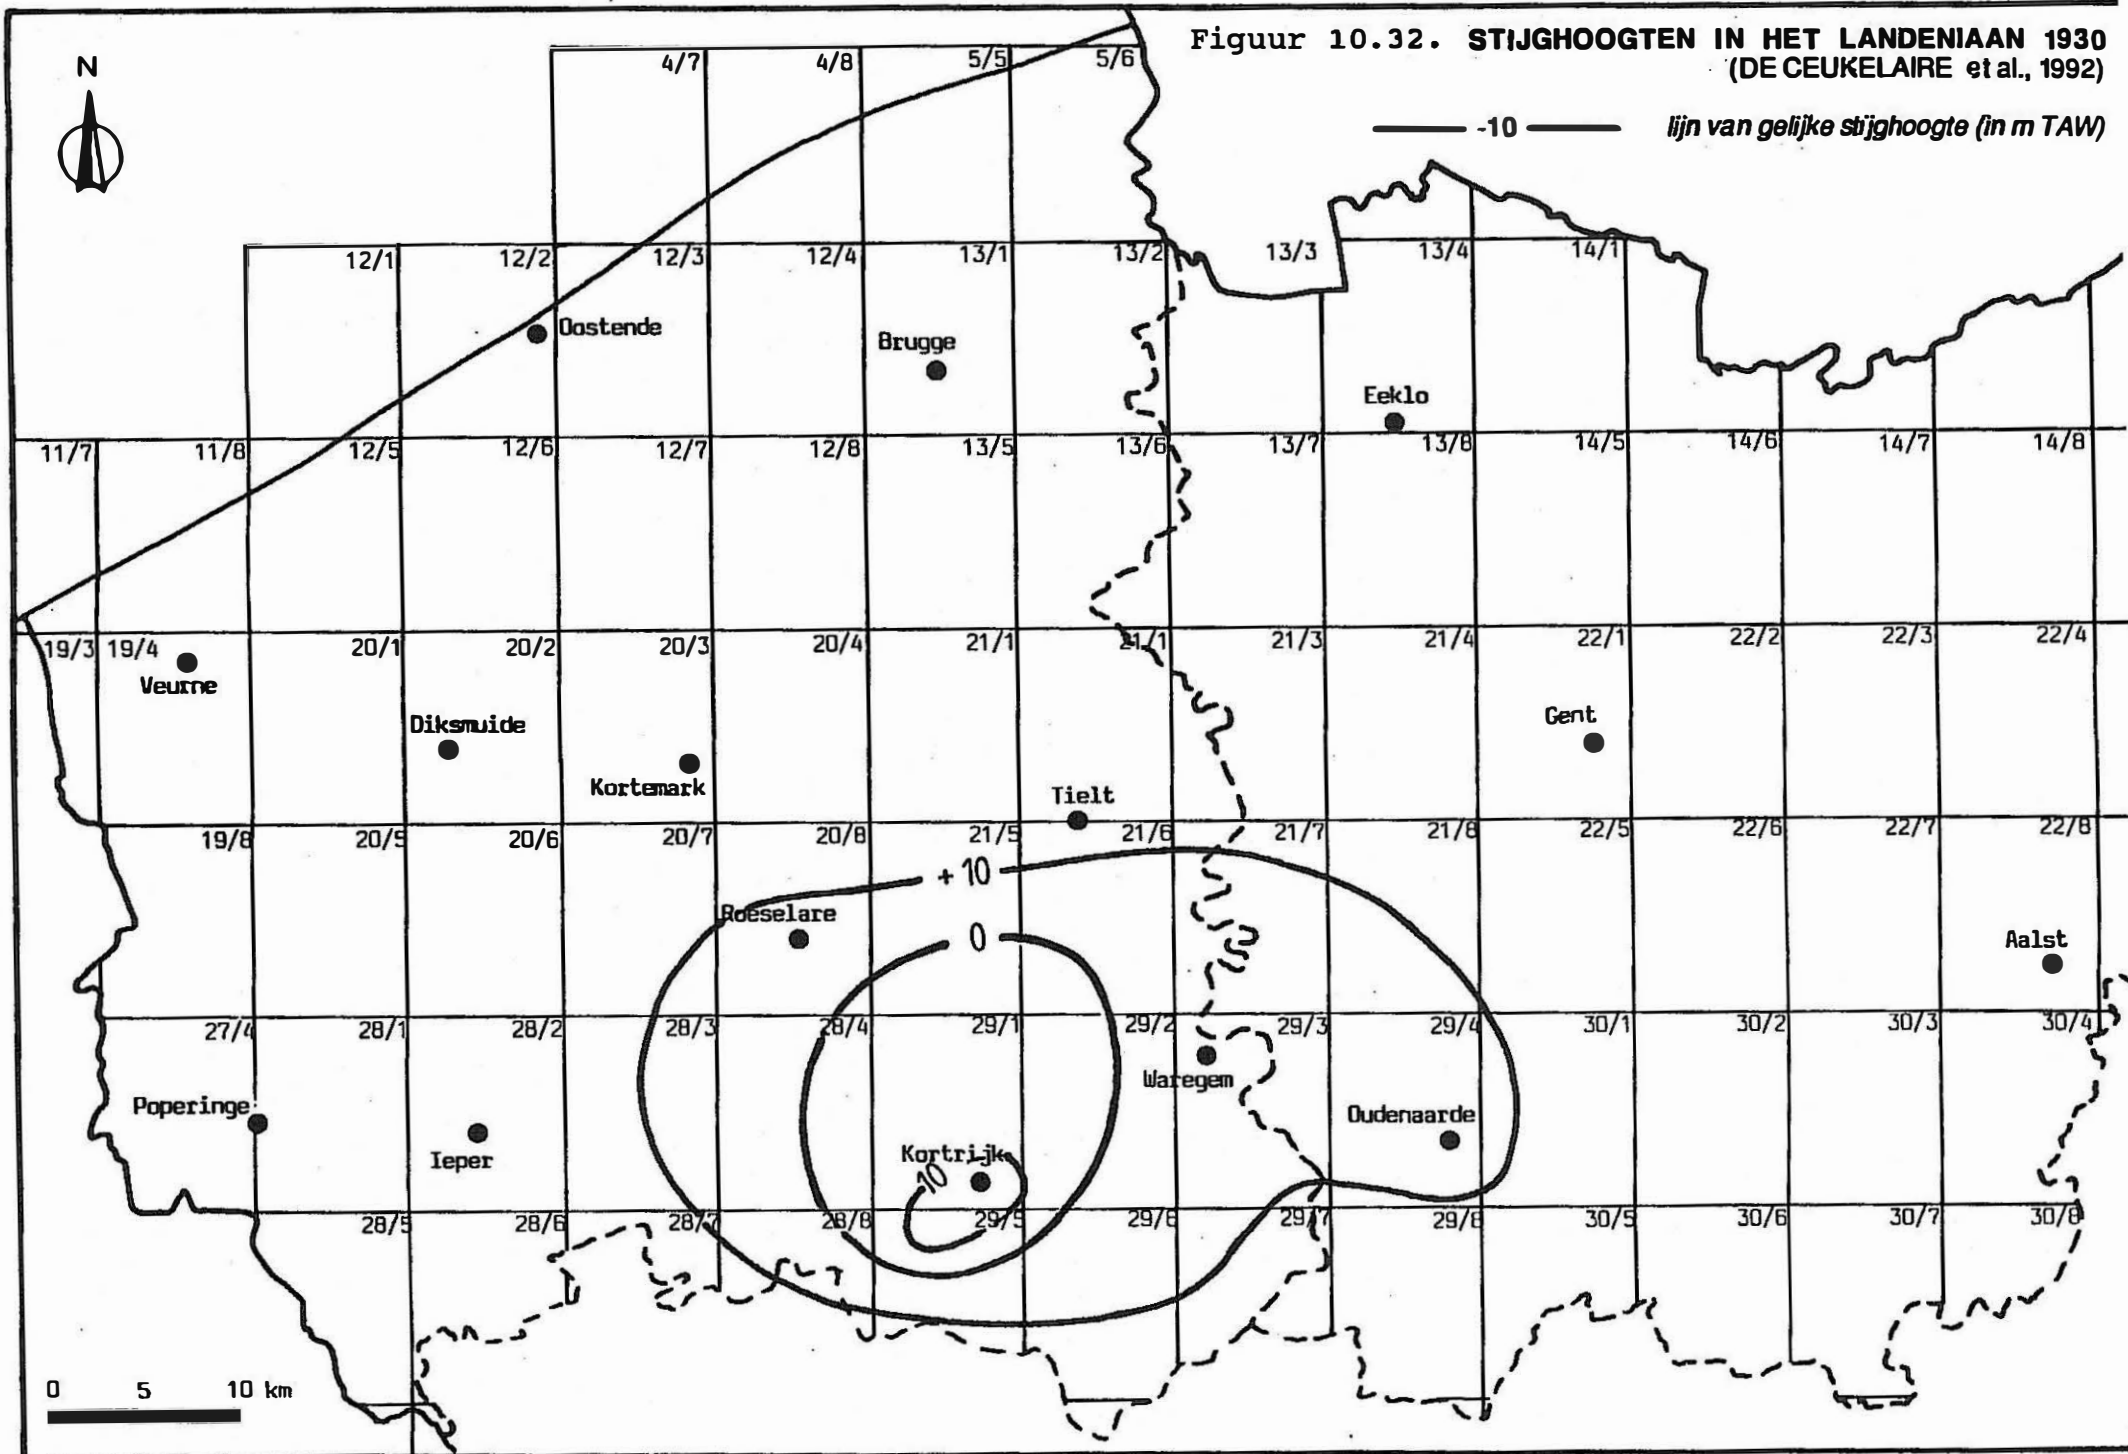 Figuur 10.32. STIJGHOOGTEN IN HET LANDENIAAN 1930
(DE CEUKELAIRE et al., 1992)
-10 lijn van gelijke stijghoogte (in m TAW)
N
4/7 4/8 5/5 5/6
12/1 12/2 12/3 12/4 13/1 13/2 13/3 13/4 14/1
Oostende
Brugge
Eeklo
11/7 11/8 12/5 12/6 12/7 12/8 13/5 13/6 13/7 13/8 14/5 14/6 14/7 14/8
19/3 19/4 20/1 20/2 20/3 20/4 21/1 21/1 21/3 21/4 22/1 22/2 22/3 22/4
Veurne
Diksmuide
Gent
Kortemark
Tielt
19/8 20/5 20/6 20/7 20/8 21/5 21/6 21/7 21/8 22/5 22/6 22/7 22/8
+10
Roeselare
0
Aalst
27/4 28/1 28/2 28/3 28/4 29/1 29/2 29/3 29/4 30/1 30/2 30/3 30/4
Waregem
Poperinge
Oudenaarde
Ieper
Kortrijk
10
28/5 28/6 28/7 28/8 29/5 29/6 29/7 29/8 30/5 30/6 30/7 30/8
0 5 10 km